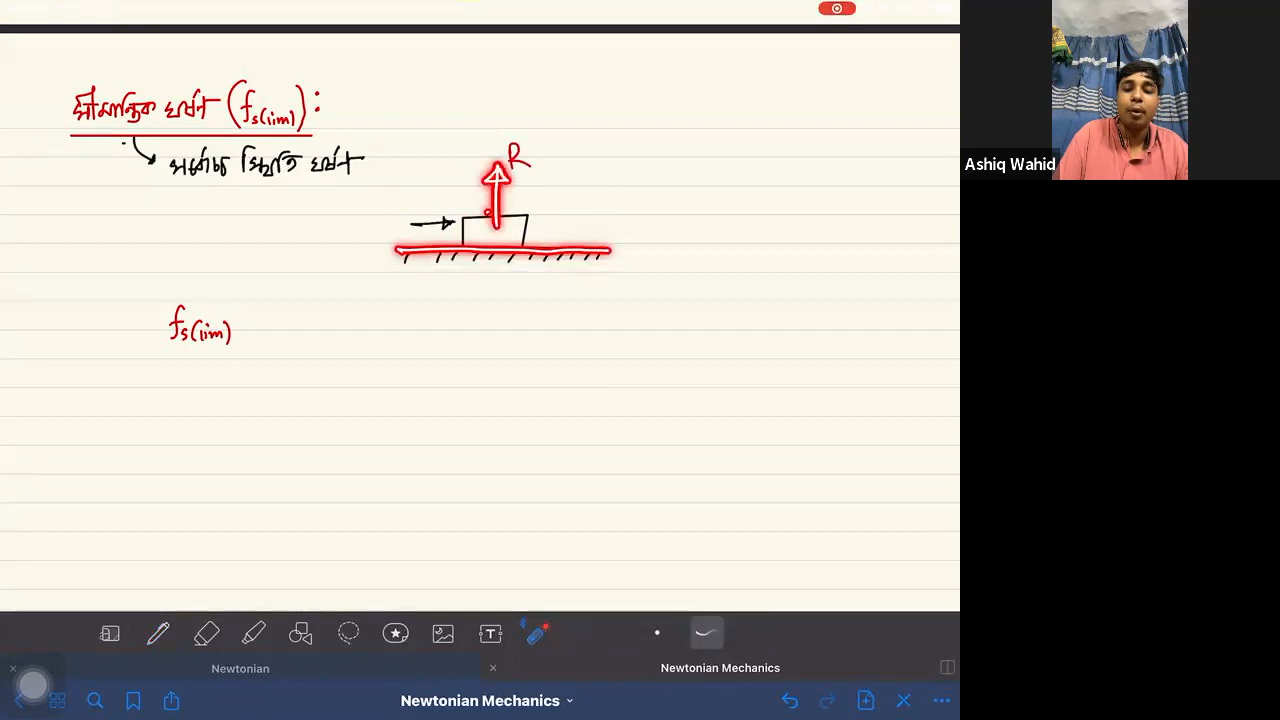 সীমান্তিক ঘর্ষণ (fs(lim)):
সর্বোচ্চ স্থিতি ঘর্ষণ
R
fs(lim)
Ashiq Wahid
Newtonian
Newtonian Mechanics
Newtonian Mechanics